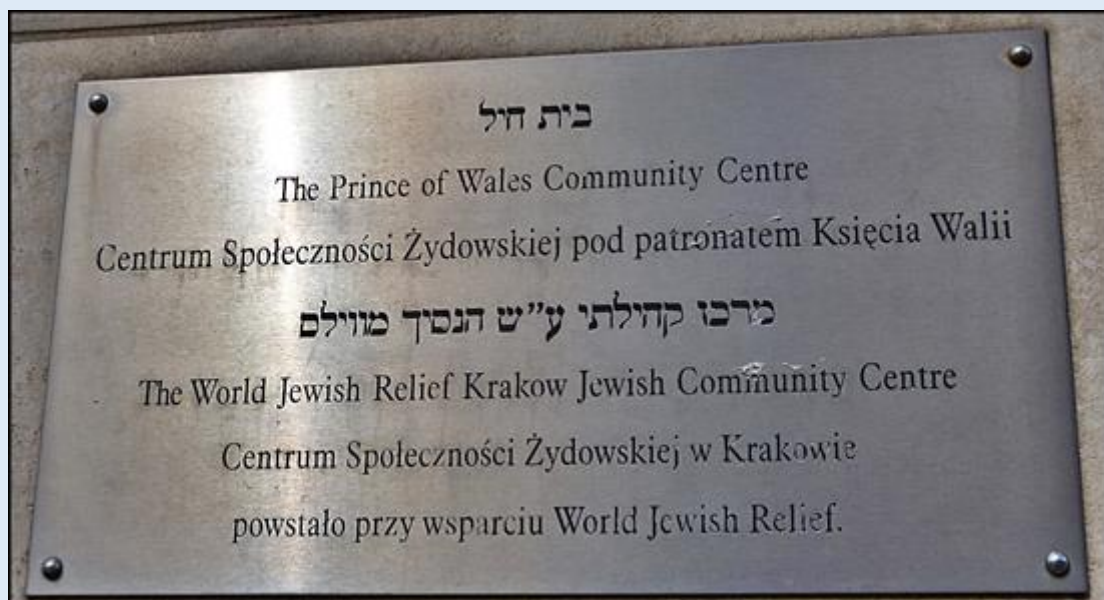 בית חיל
The Prince of Wales Community Centre
Centrum Społeczności Żydowskiej pod patronatem Księcia Walii
מרכז קהילתי ע״ש הנסיך מווילס
The World Jewish Relief Krakow Jewish Community Centre
Centrum Społeczności Żydowskiej w Krakowie
powstało przy wsparciu World Jewish Relief.